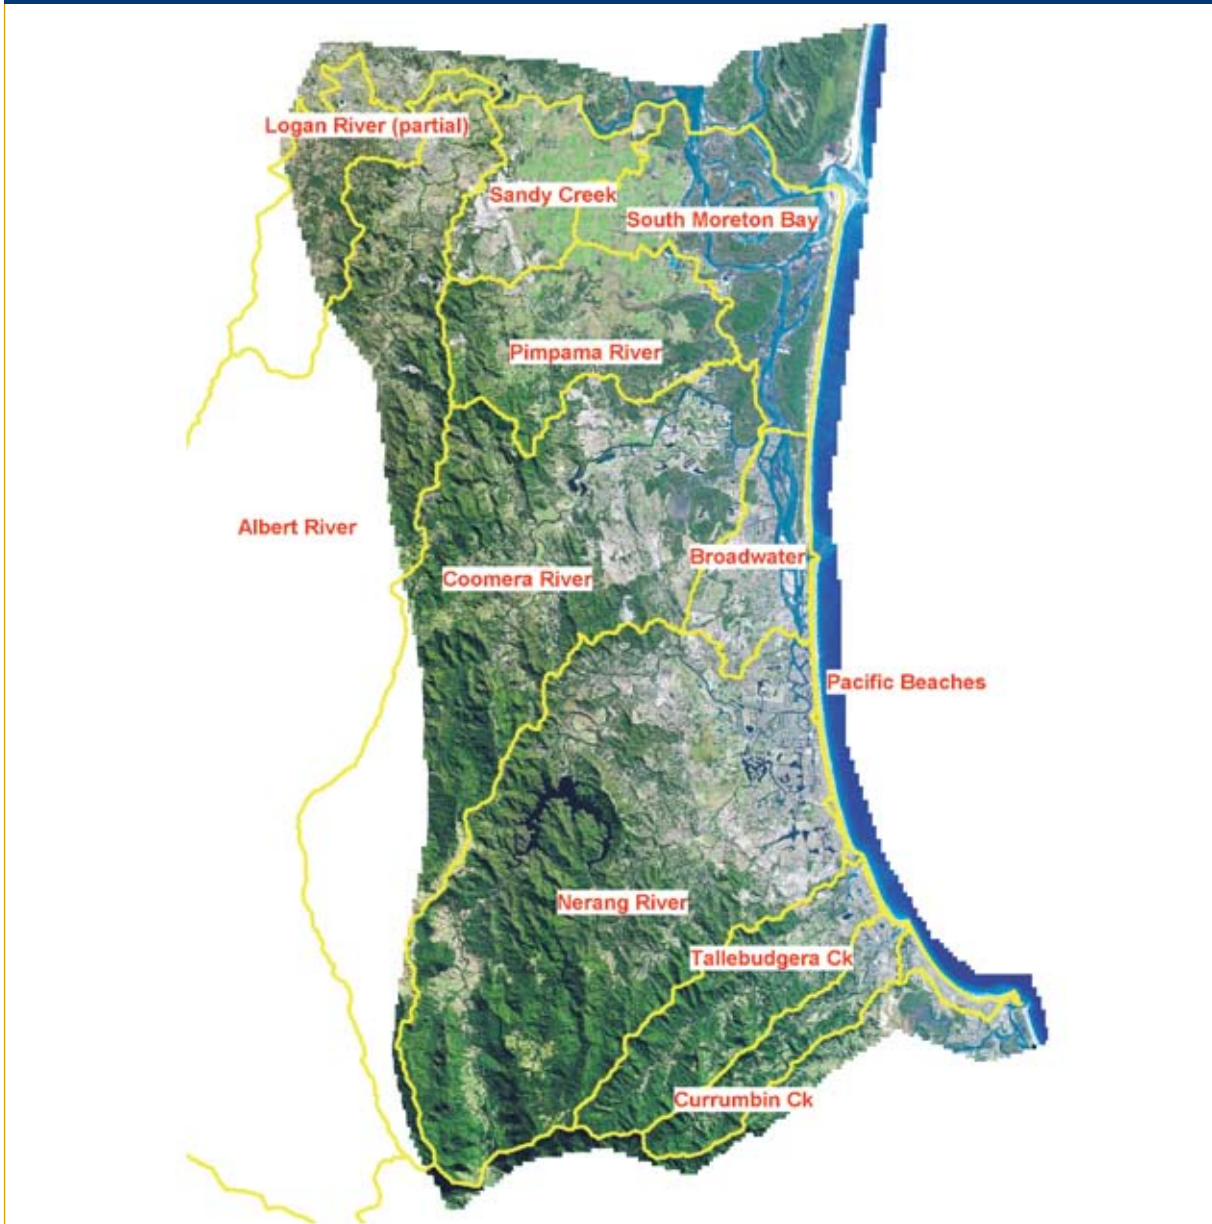 Logan River (partial)
Sandy Creek
South Moreton Bay
Pimpama River
Albert River
Broadwater
Coomera River
Pacific Beaches
Nerang River
Tallebudgera Ck
Currumbin Ck